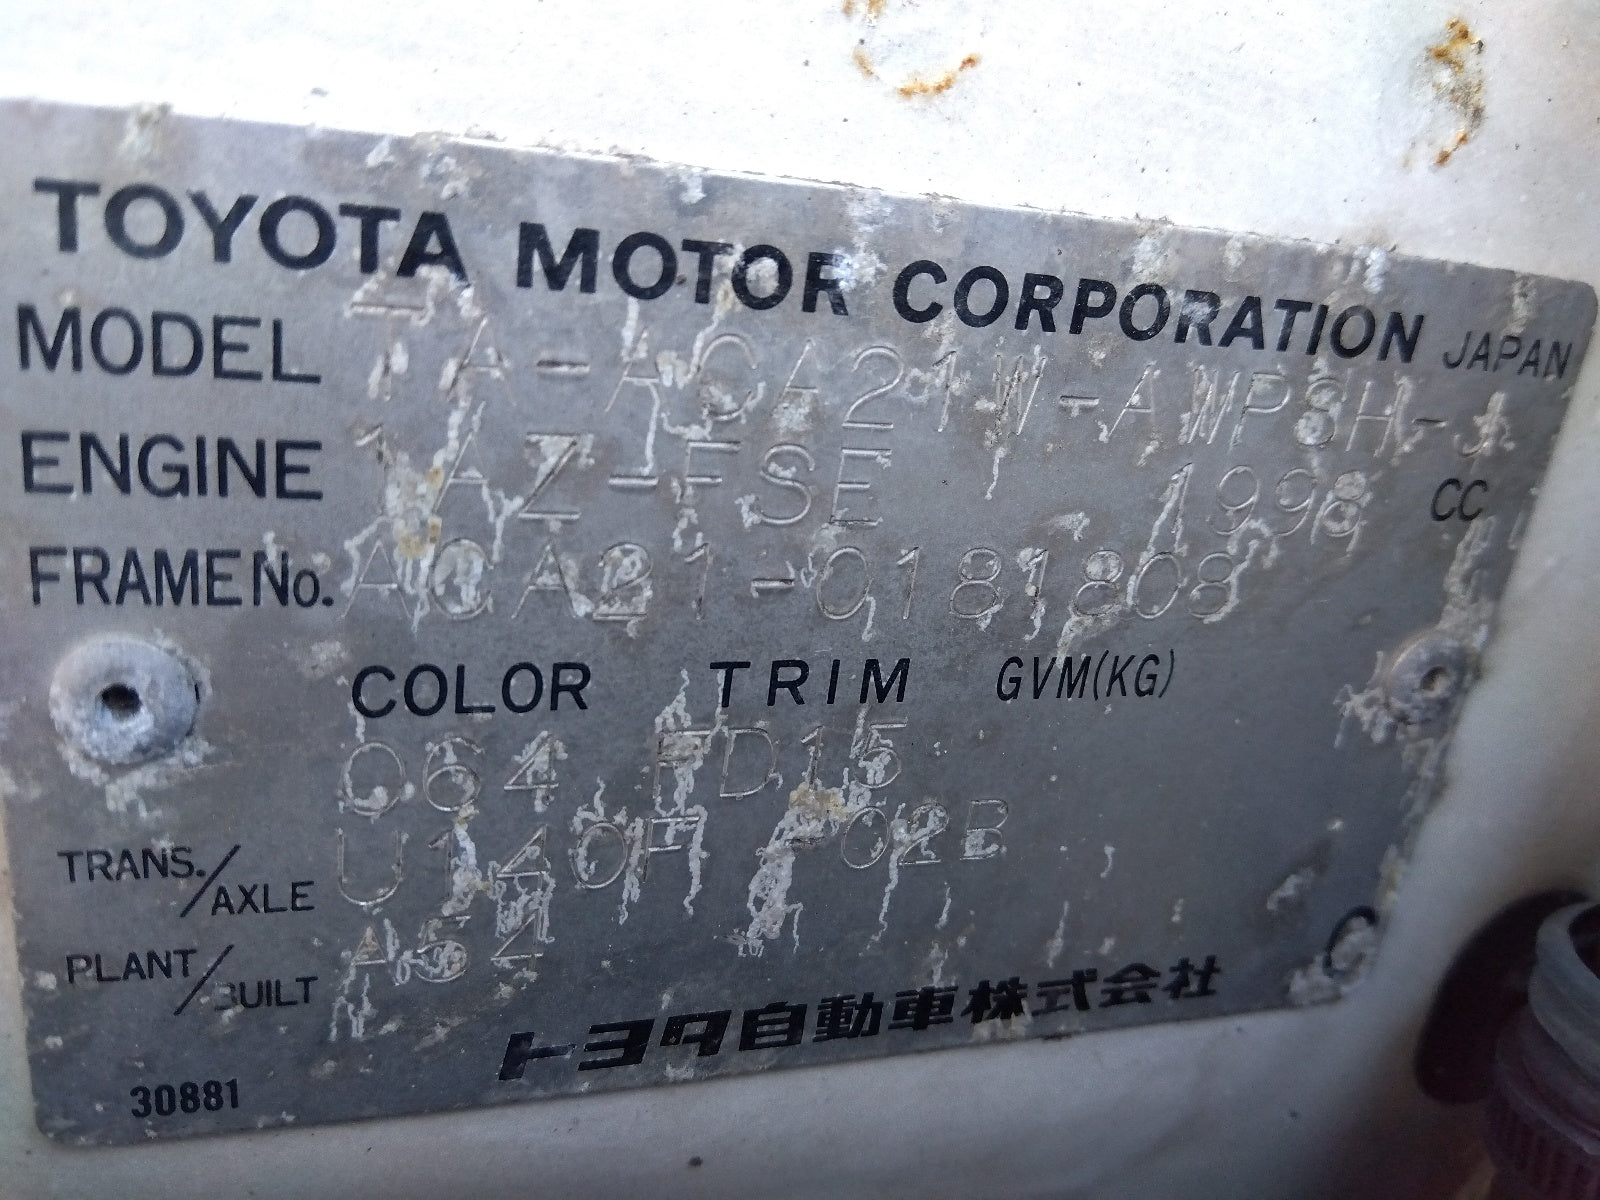 TOYOTA MOTOR CORPORATION JAPAN
MODEL TA-ACA21W-AWPSH-J
ENGINE 1AZ-FSE 1998 CC
FRAME No. ACA21-0181808
COLOR TRIM GVM(KG)
064 FD15
TRANS./AXLE U140F -02B
PLANT/BUILT A54
トヨタ自動車株式会社
30881
C